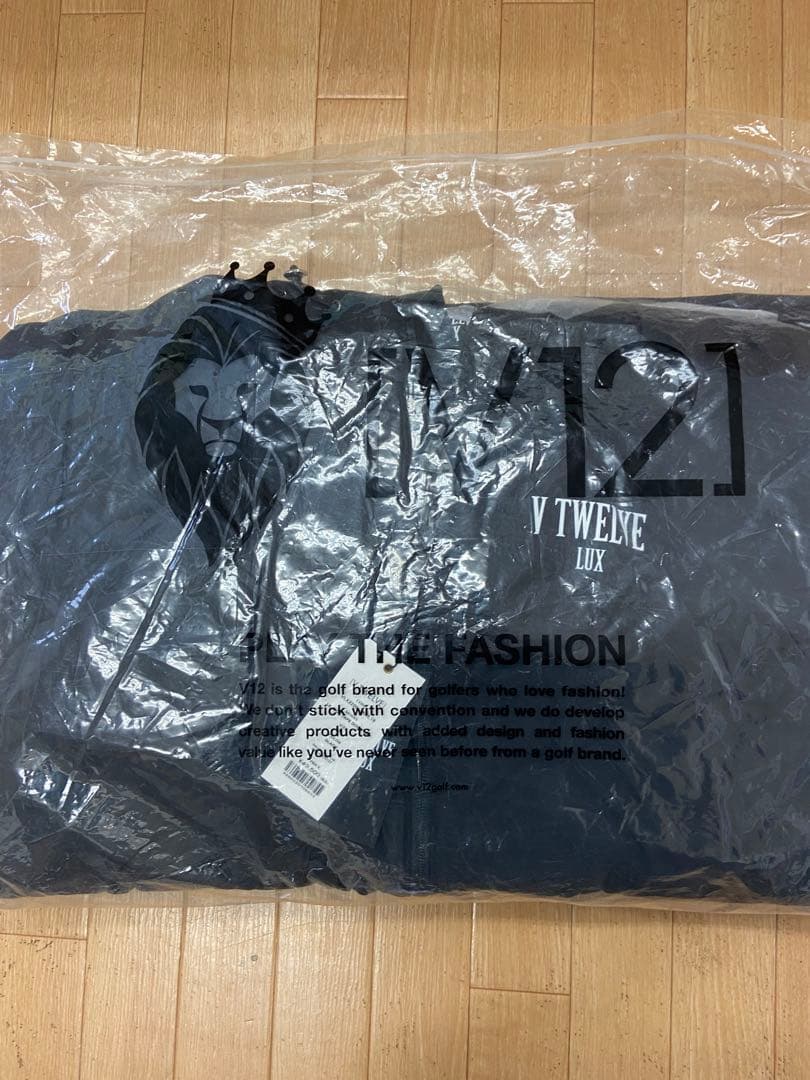 [V12]
V TWELVE
LUX
PLAY THE FASHION
V12 is the golf brand for golfers who love fashion!
We don't stick with convention and we do develop
creative products with added design and fashion
value like you've never seen before from a golf brand.
www.v12golf.com